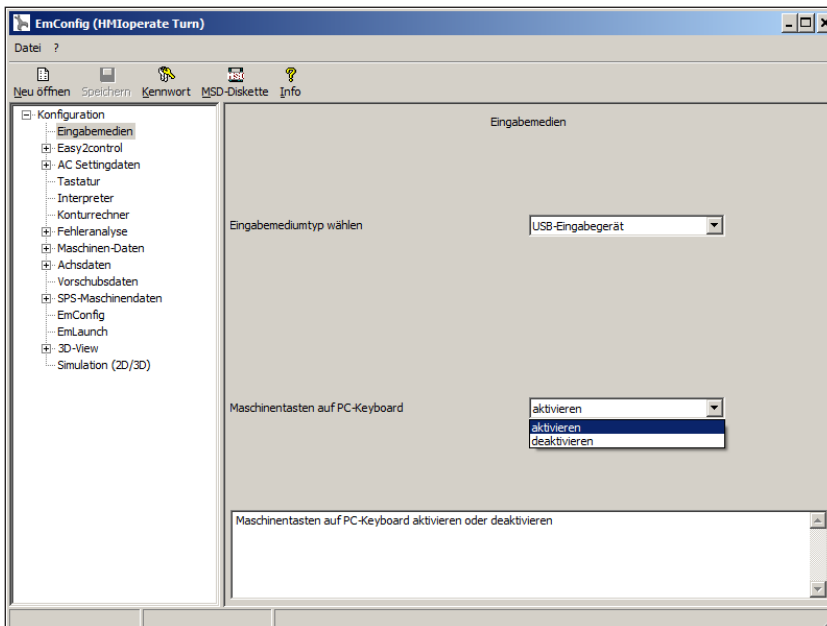 EmConfig (HMIoperate Turn)
Datei ?
Neu öffnen Speichern Kennwort MSD-Diskette Info
Konfiguration
Eingabemedien
Easy2control
AC Settingdaten
Tastatur
Interpreter
Konturrechner
Fehleranalyse
Maschinen-Daten
Achsdaten
Vorschubsdaten
SPS-Maschinendaten
EmConfig
EmLaunch
3D-View
Simulation (2D/3D)
Eingabemedien
Eingabemediumtyp wählen
USB-Eingabegerät
Maschinentasten auf PC-Keyboard
aktivieren
aktivieren
deaktivieren
Maschinentasten auf PC-Keyboard aktivieren oder deaktivieren